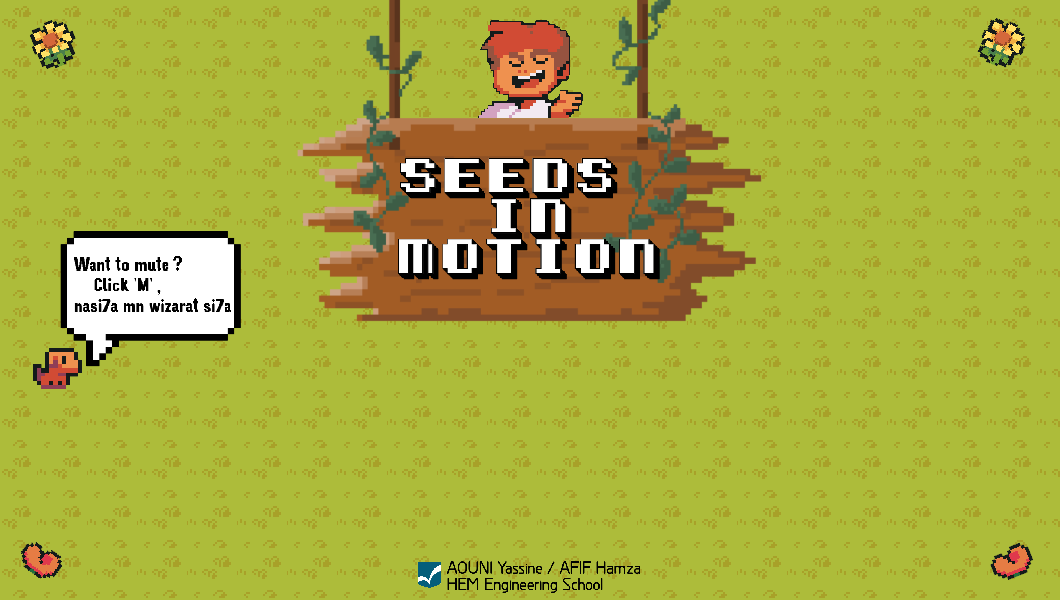 SEEDS
IN
MOTION
Want to mute ?
Click 'M' ,
nasi7a mn wizarat si7a
AOUNI Yassine / AFIF Hamza
HEM Engineering School